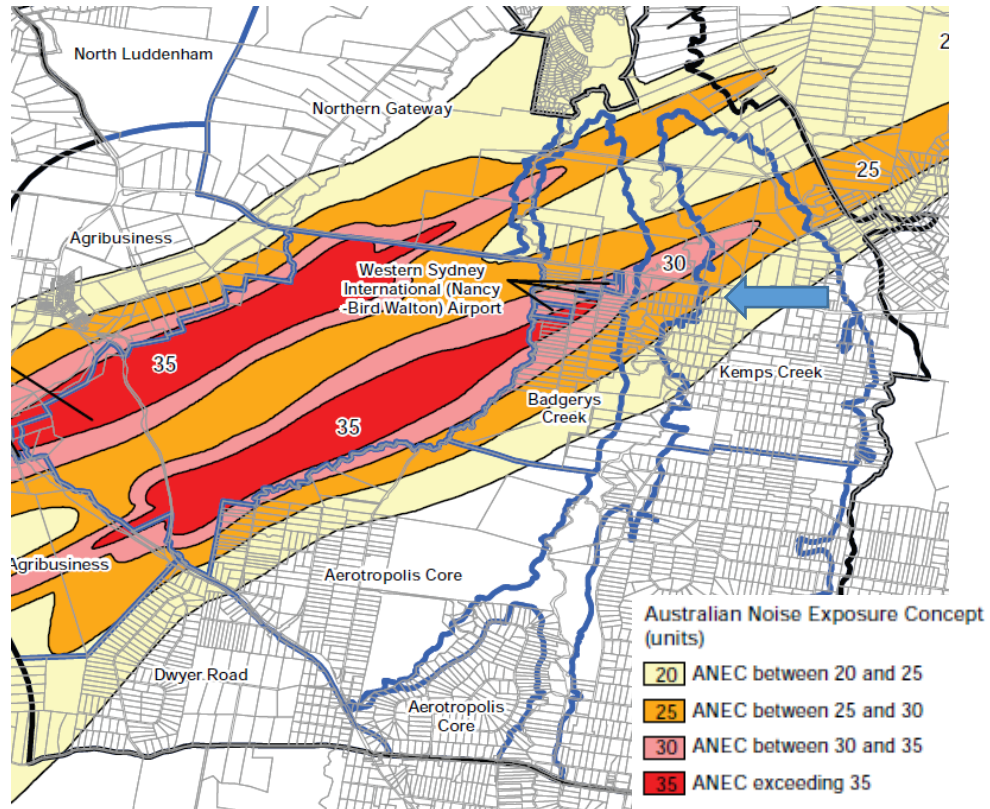 North Luddenham
2
Northern Gateway
25
Agribusiness
30
Western Sydney
International (Nancy
-Bird Walton) Airport
35
Kemps Creek
Badgerys
Creek
35
Agribusiness
Aerotropolis Core
Dwyer Road
Aerotropolis
Core
Australian Noise Exposure Concept
(units)
20 ANEC between 20 and 25
25 ANEC between 25 and 30
30 ANEC between 30 and 35
35 ANEC exceeding 35